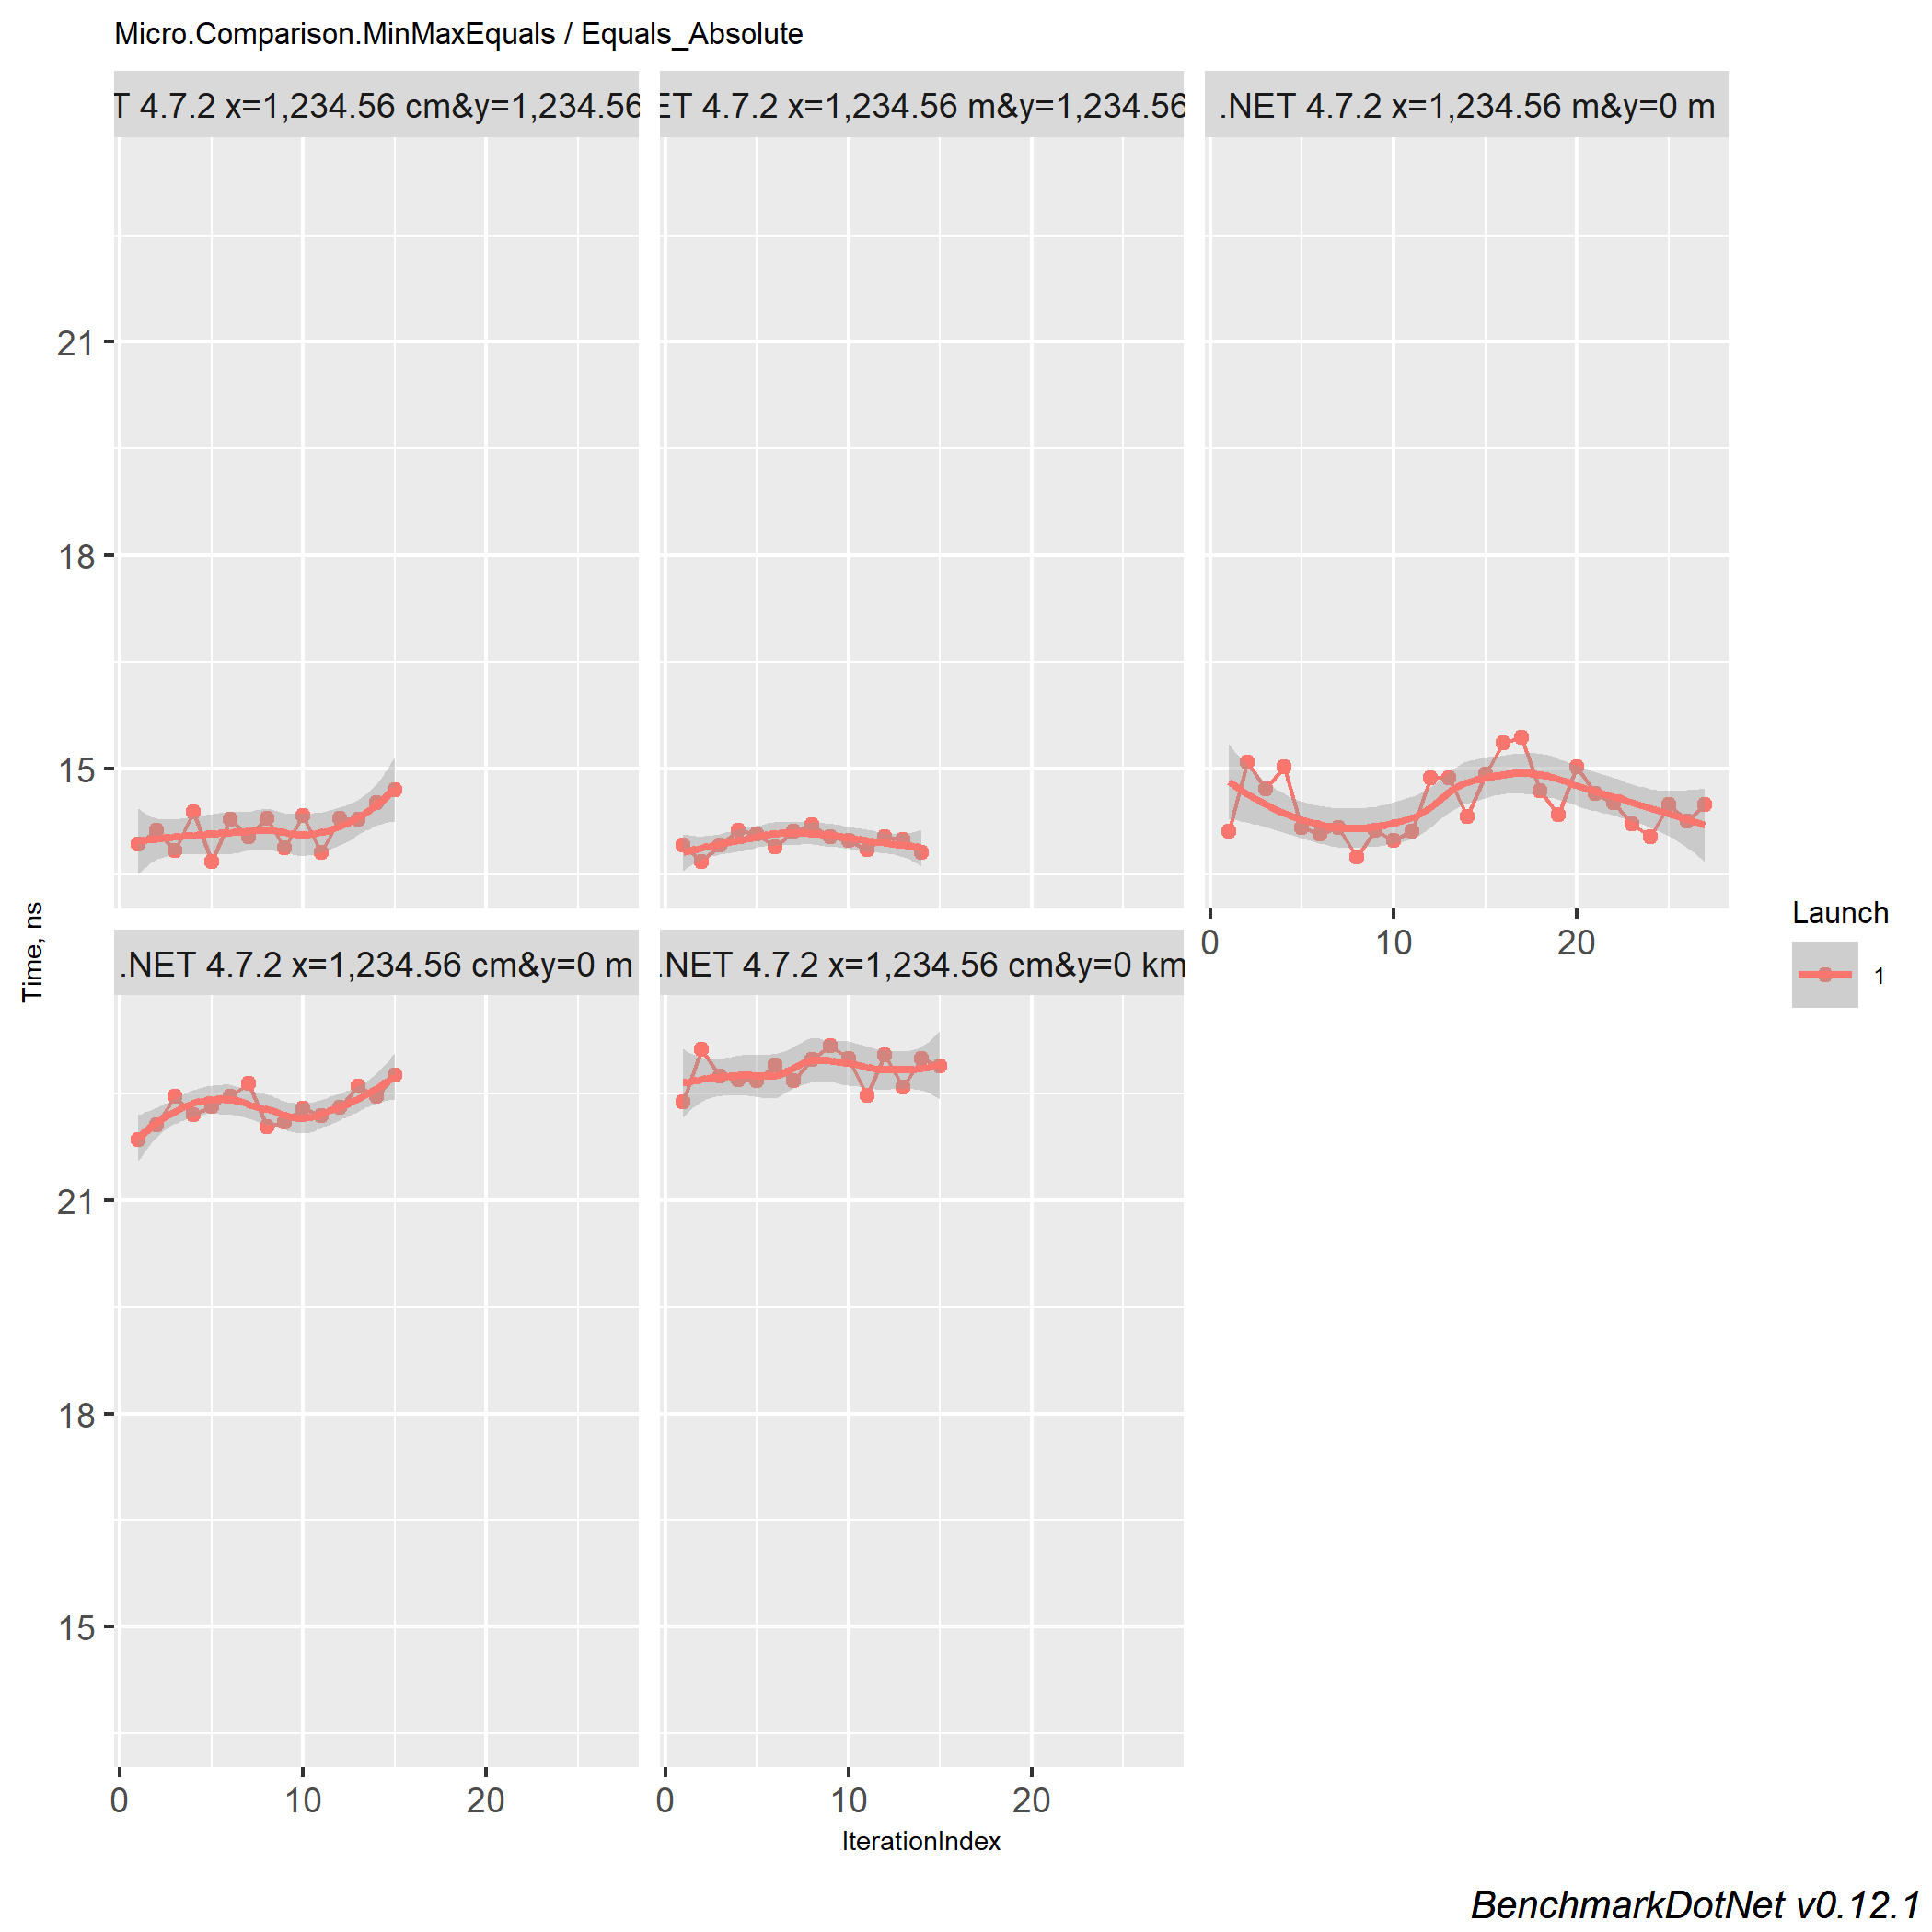 Micro.Comparison.MinMaxEquals / Equals_Absolute
T 4.7.2 x=1,234.56 cm&y=1,234.56
ET 4.7.2 x=1,234.56 m&y=1,234.56
.NET 4.7.2 x=1,234.56 m&y=0 m
21
18
15
0 10 20
.NET 4.7.2 x=1,234.56 cm&y=0 m
.NET 4.7.2 x=1,234.56 cm&y=0 km
21
18
15
0 10 20
0 10 20
Time, ns
IterationIndex
Launch
1
BenchmarkDotNet v0.12.1